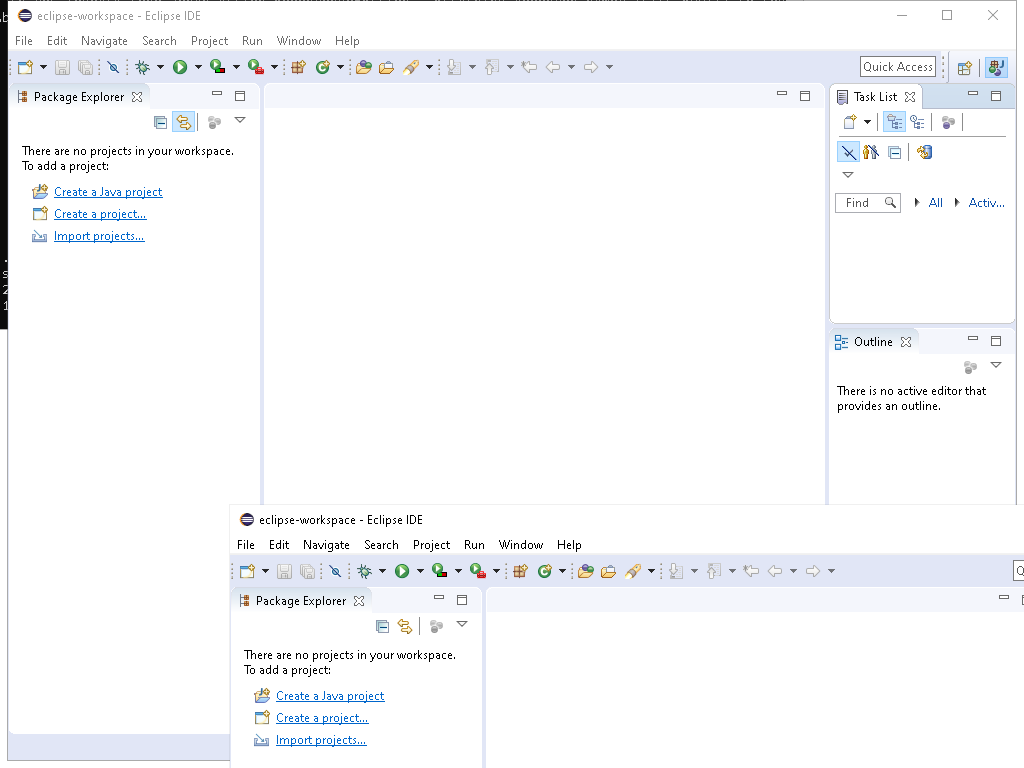 eclipse-workspace - Eclipse IDE
File Edit Navigate Search Project Run Window Help
Quick Access
Package Explorer
Task List
There are no projects in your workspace.
To add a project:
Create a Java project
Create a project...
Import projects...
Find All Activ...
Outline
There is no active editor that
provides an outline.
eclipse-workspace - Eclipse IDE
File Edit Navigate Search Project Run Window Help
Package Explorer
There are no projects in your workspace.
To add a project:
Create a Java project
Create a project...
Import projects...